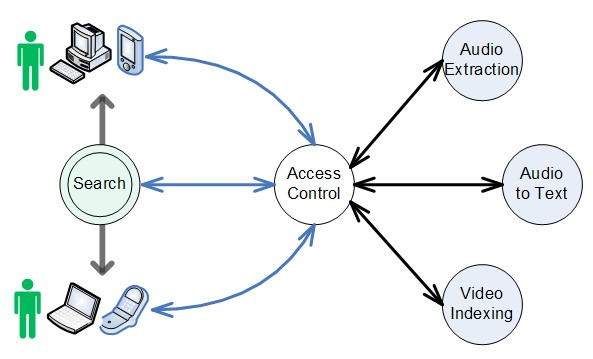 Audio
Extraction
Search
Access
Control
Audio
to Text
Video
Indexing